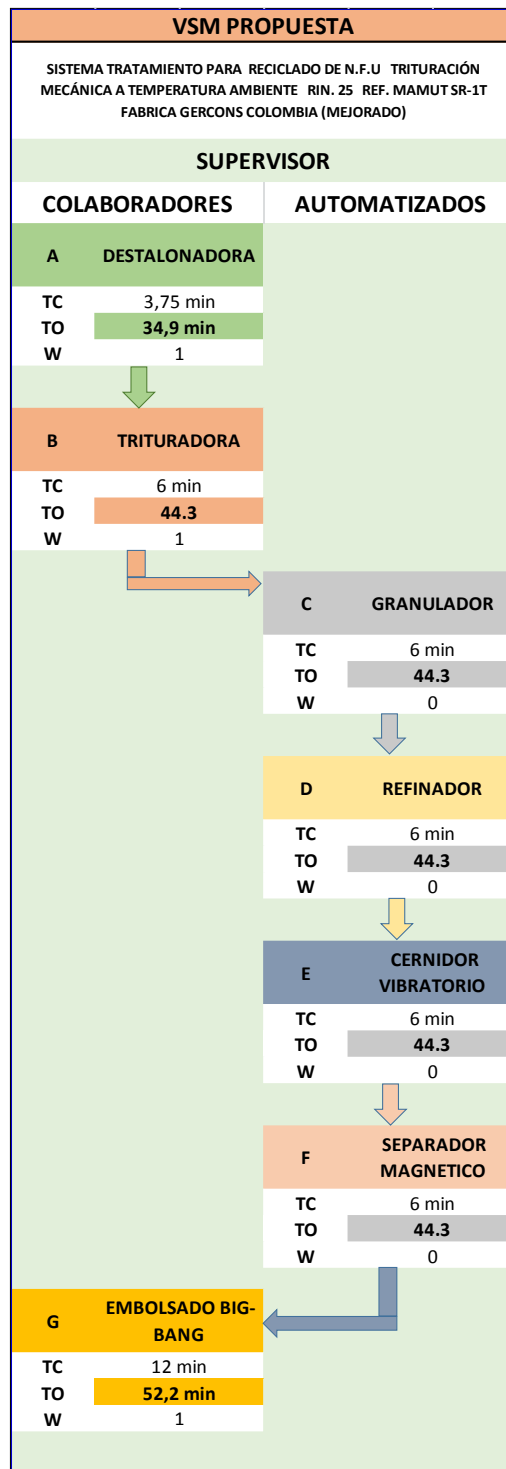 VSM PROPUESTA
SISTEMA TRATAMIENTO PARA RECICLADO DE N.F.U TRITURACIÓN
MECÁNICA A TEMPERATURA AMBIENTE RIN. 25 REF. MAMUT SR-1T
FABRICA GERCONS COLOMBIA (MEJORADO)
SUPERVISOR
COLABORADORES AUTOMATIZADOS
A DESTALONADORA
TC 3,75 min
TO 34,9 min
W 1
B TRITURADORA
TC 6 min
TO 44.3
W 1
C GRANULADOR
TC 6 min
TO 44.3
W 0
D REFINADOR
TC 6 min
TO 44.3
W 0
E CERNIDOR
VIBRATORIO
TC 6 min
TO 44.3
W 0
F SEPARADOR
MAGNETICO
TC 6 min
TO 44.3
W 0
G EMBOLSADO BIG-
BANG
TC 12 min
TO 52,2 min
W 1